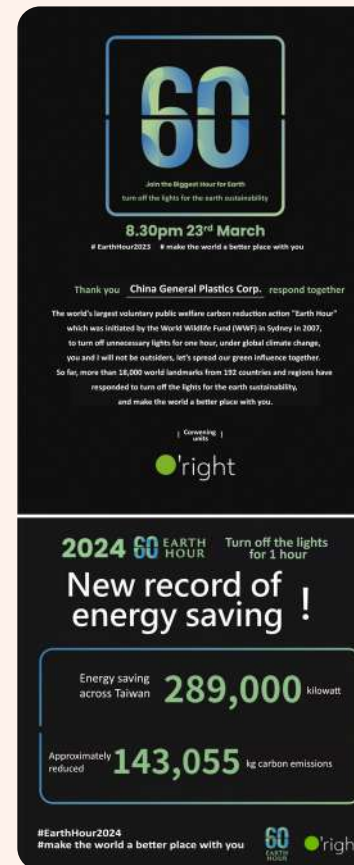 60
Join the Biggest Hour for Earth
turn off the lights for the earth sustainability
8.30pm 23rd March
# EarthHour2023 # make the world a better place with you
Thank you China General Plastics Corp. respond together
The world's largest voluntary public welfare carbon reduction action "Earth Hour"
which was initiated by the World Wildlife Fund (WWF) in Sydney in 2007,
to turn off unnecessary lights for one hour, under global climate change,
you and I will not be outsiders, let's spread our green influence together.
So far, more than 18,000 world landmarks from 192 countries and regions have
responded to turn off the lights for the earth sustainability,
and make the world a better place with you.
| Convening units |
O'right
2024 60 EARTH HOUR Turn off the lights for 1 hour
New record of
energy saving !
Energy saving across Taiwan 289,000 kilowatt
Approximately reduced 143,055 kg carbon emissions
#EarthHour2024
#make the world a better place with you
60 EARTH HOUR O'right